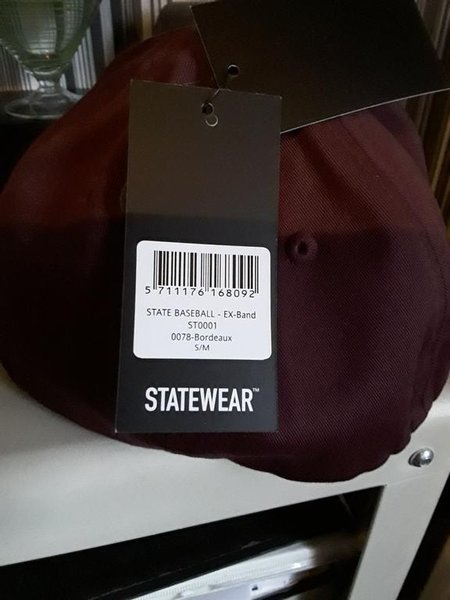 5 711176 168092
STATE BASEBALL - EX-Band
ST0001
0078-Bordeaux
S/M
STATEWEAR™